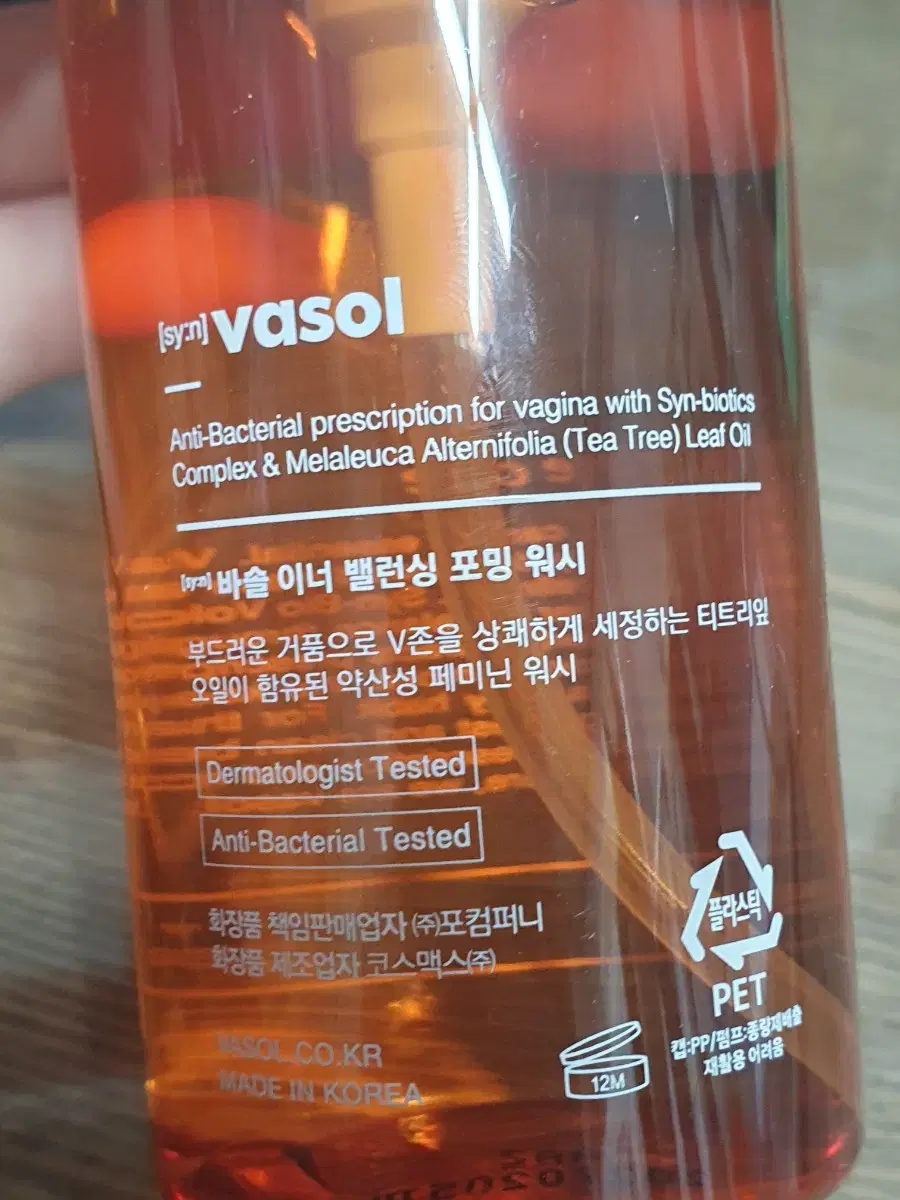 [sy:n] vasol
Anti-Bacterial prescription for vagina with Syn-biotics
Complex & Melaleuca Alternifolia (Tea Tree) Leaf Oil
[sy:n] 바솔 이너 밸런싱 포밍 워시
부드러운 거품으로 V존을 상쾌하게 세정하는 티트리잎
오일이 함유된 약산성 페미닌 워시
Dermatologist Tested
Anti-Bacterial Tested
화장품 책임판매업자 ㈜포컴퍼니
화장품 제조업자 코스맥스㈜
VASOL.CO.KR
MADE IN KOREA
12M
플라스틱
PET
캡:PP/펌프:종량제배출
재활용 어려움